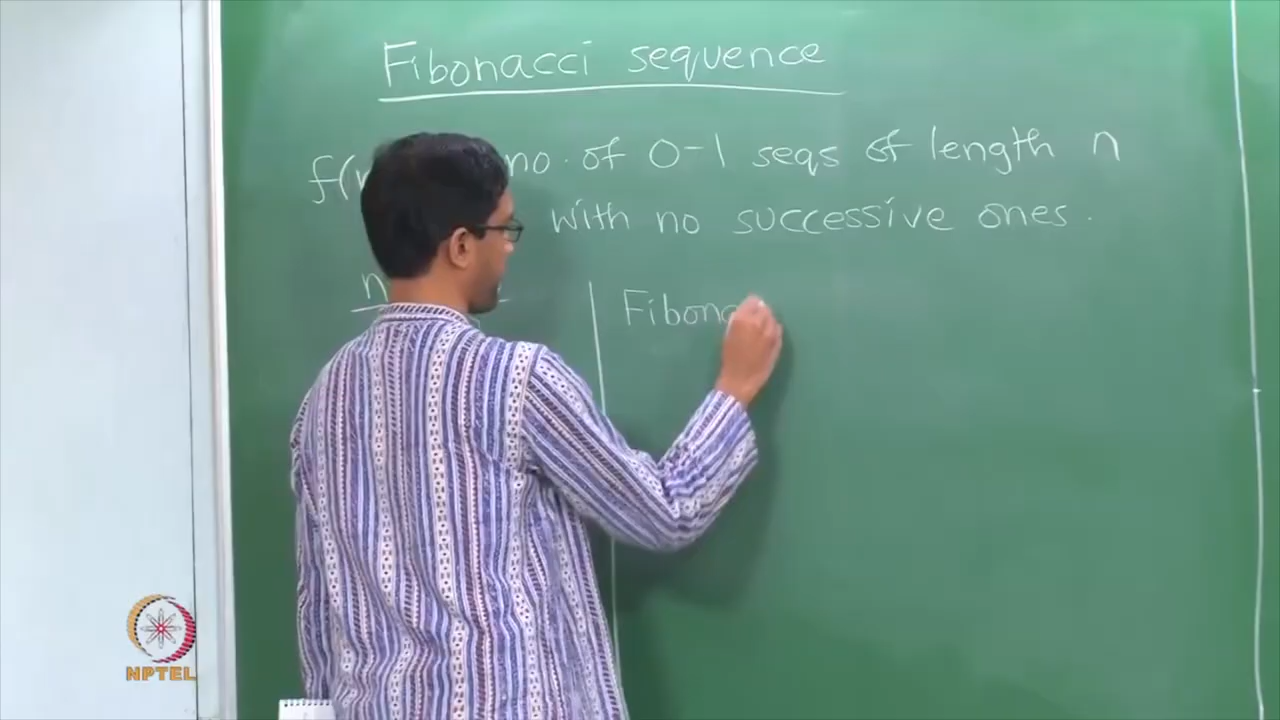 Fibonacci sequence
no. of 0-1 seqs of length n
with no successive ones.
n
Fibona
NPTEL